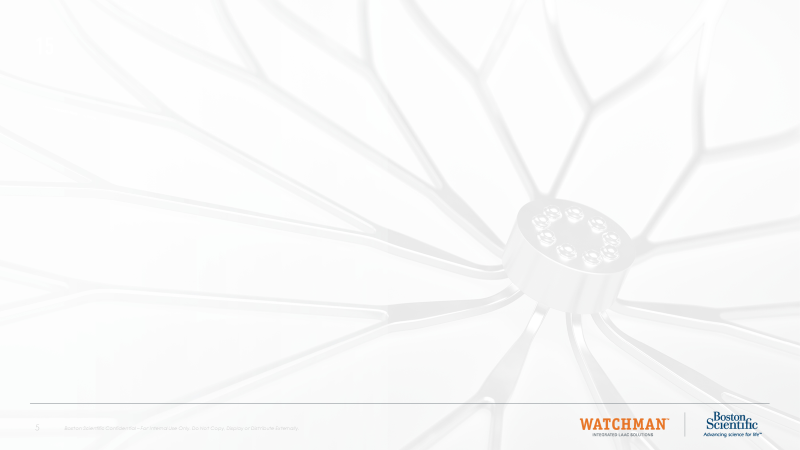 5
Boston Scientific Confidential – For Internal Use Only. Do Not Copy, Display or Distribute Externally
WATCHMAN™
INTEGRATED LAAC SOLUTIONS
Boston
Scientific
Advancing science for life™